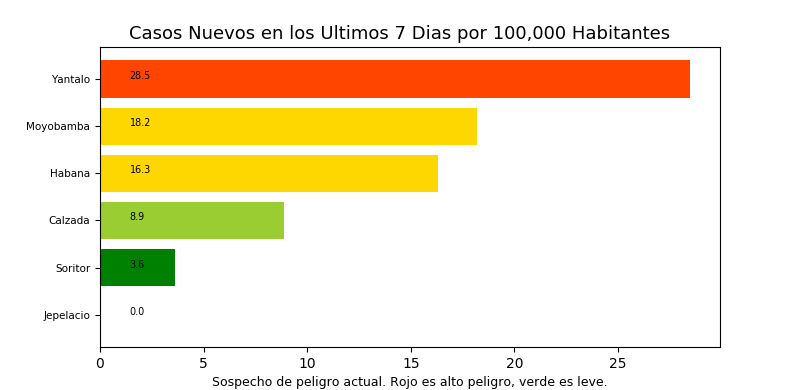 Casos Nuevos en los Ultimos 7 Dias por 100,000 Habitantes
Yantalo 28.5
Moyobamba 18.2
Habana 16.3
Calzada 8.9
Soritor 3.6
Jepelacio 0.0
0 5 10 15 20 25
Sospecho de peligro actual. Rojo es alto peligro, verde es leve.